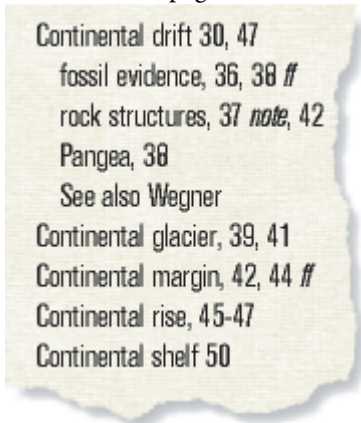 Continental drift 30, 47
fossil evidence, 36, 38 ff
rock structures, 37 note, 42
Pangea, 38
See also Wegner
Continental glacier, 39, 41
Continental margin, 42, 44 ff
Continental rise, 45-47
Continental shelf 50